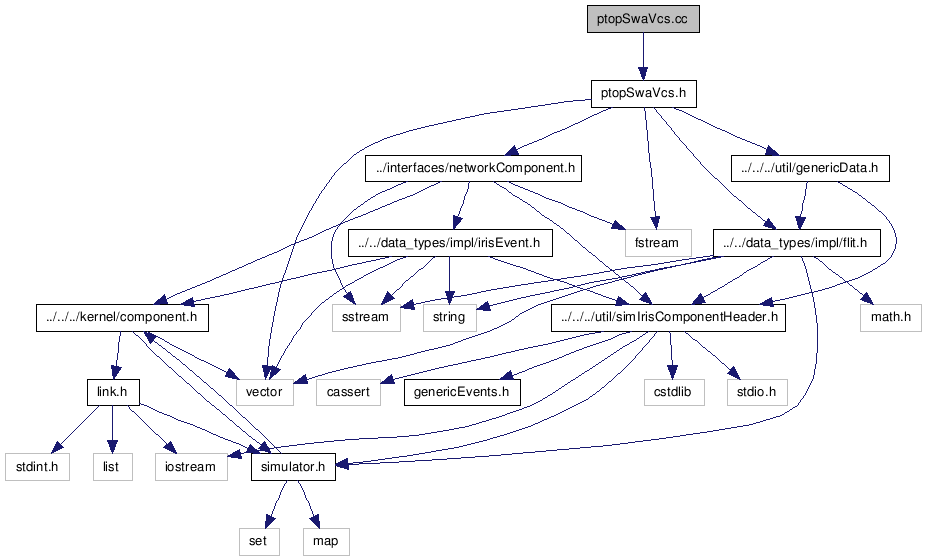 ptopSwaVcs.cc
ptopSwaVcs.h
../interfaces/networkComponent.h
../../../util/genericData.h
../../data_types/impl/irisEvent.h
fstream
../../data_types/impl/flit.h
../../../kernel/component.h
sstream
string
../../../util/simIrisComponentHeader.h
math.h
link.h
vector
cassert
genericEvents.h
cstdlib
stdio.h
stdint.h
list
iostream
simulator.h
set
map